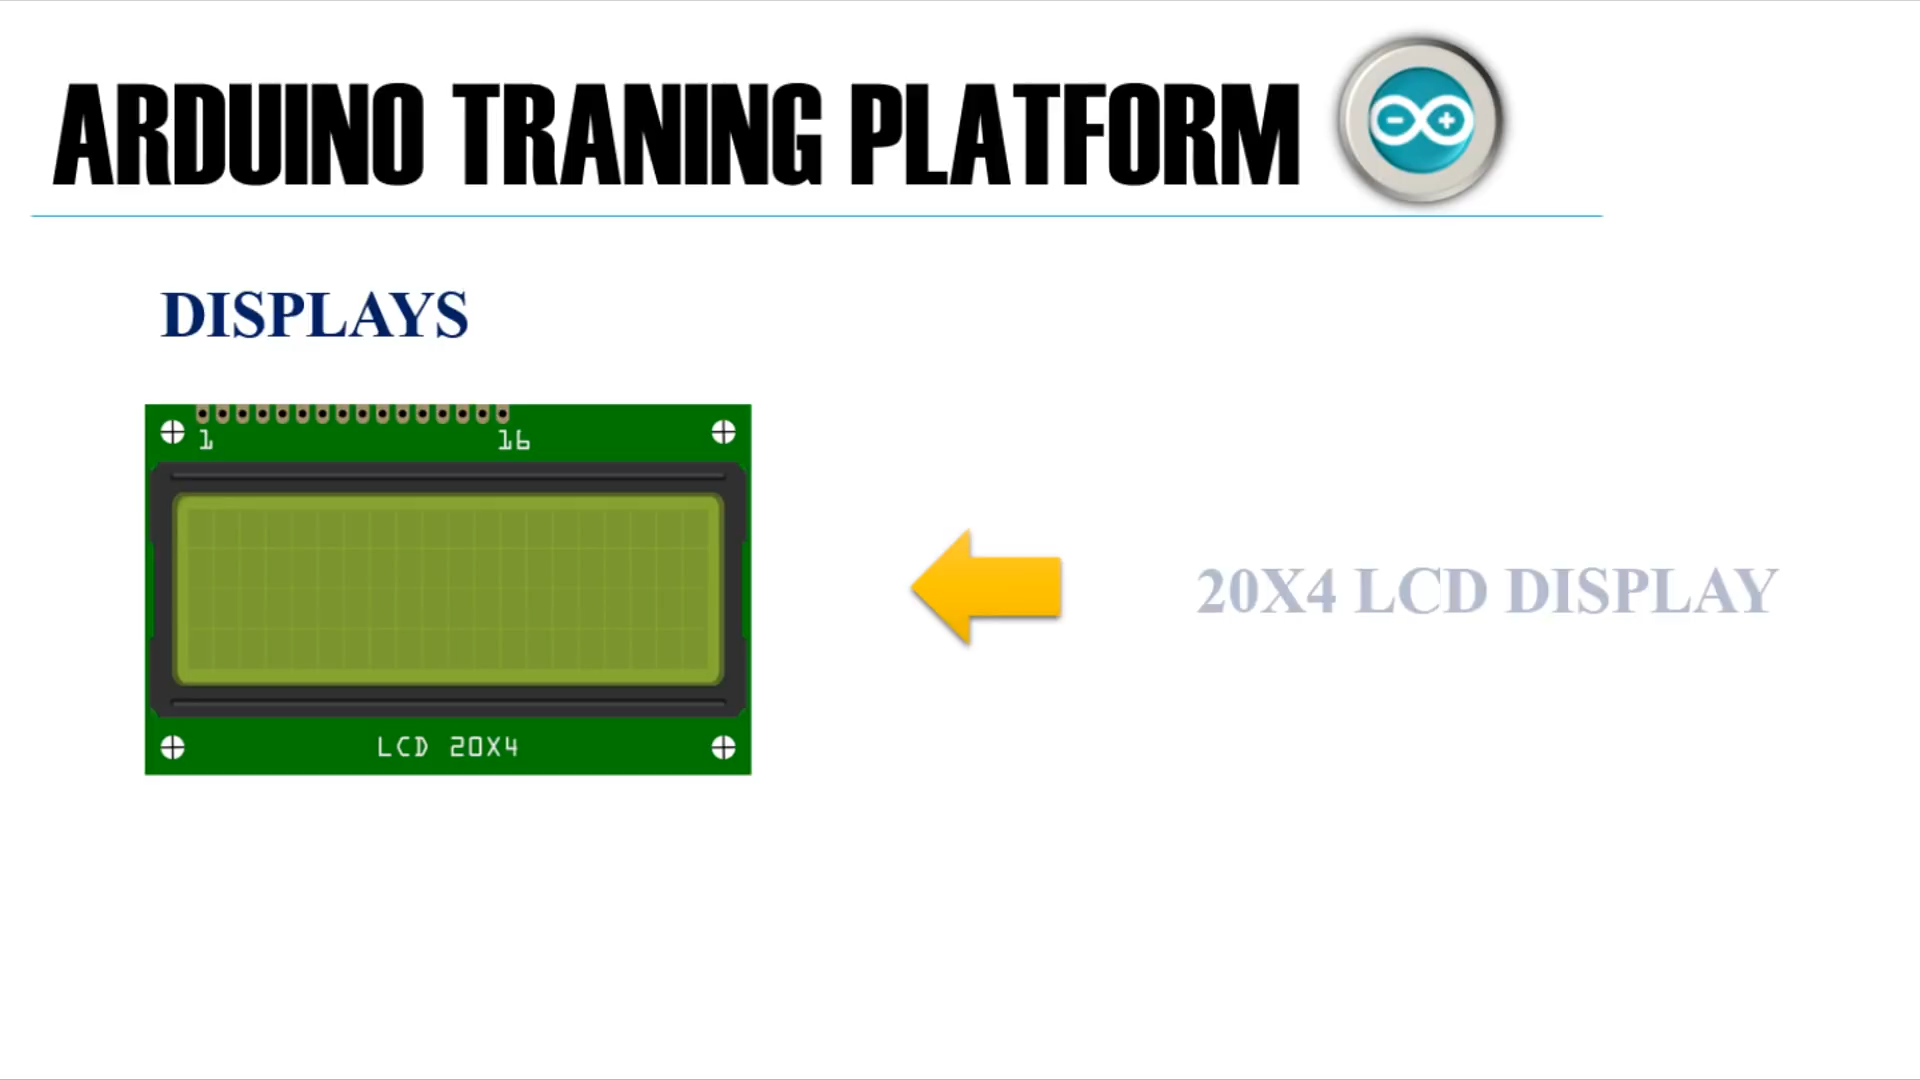 ARDUINO TRANING PLATFORM
DISPLAYS
1 16
LCD 20X4
20X4 LCD DISPLAY